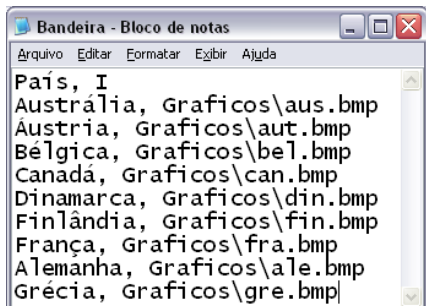 Bandeira - Bloco de notas
Arquivo Editar Formatar Exibir Ajuda
País, I
Austrália, Graficos\aus.bmp
Áustria, Graficos\aut.bmp
Bélgica, Graficos\bel.bmp
Canadá, Graficos\can.bmp
Dinamarca, Graficos\din.bmp
Finlândia, Graficos\fin.bmp
França, Graficos\fra.bmp
Alemanha, Graficos\ale.bmp
Grécia, Graficos\gre.bmp